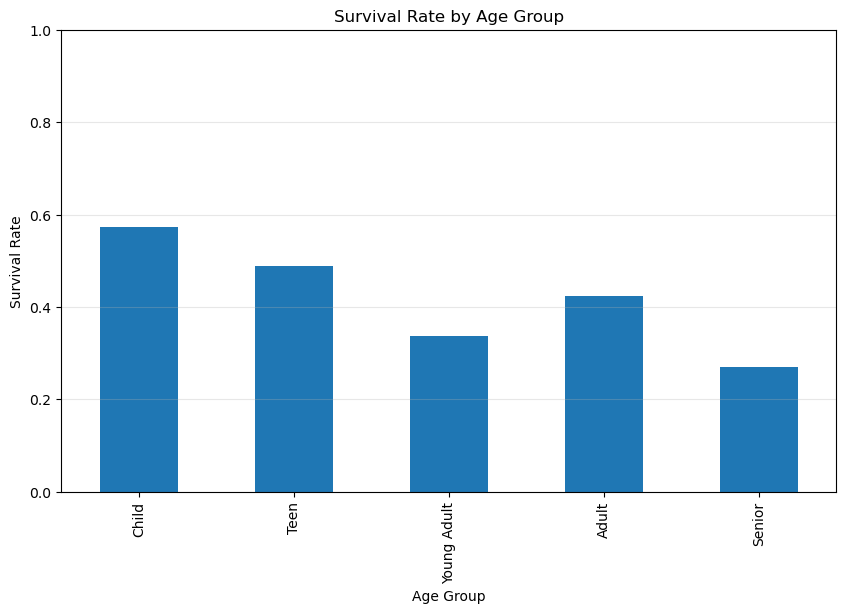 Survival Rate by Age Group
Survival Rate
1.0
0.8
0.6
0.4
0.2
0.0
Child
Teen
Young Adult
Adult
Senior
Age Group